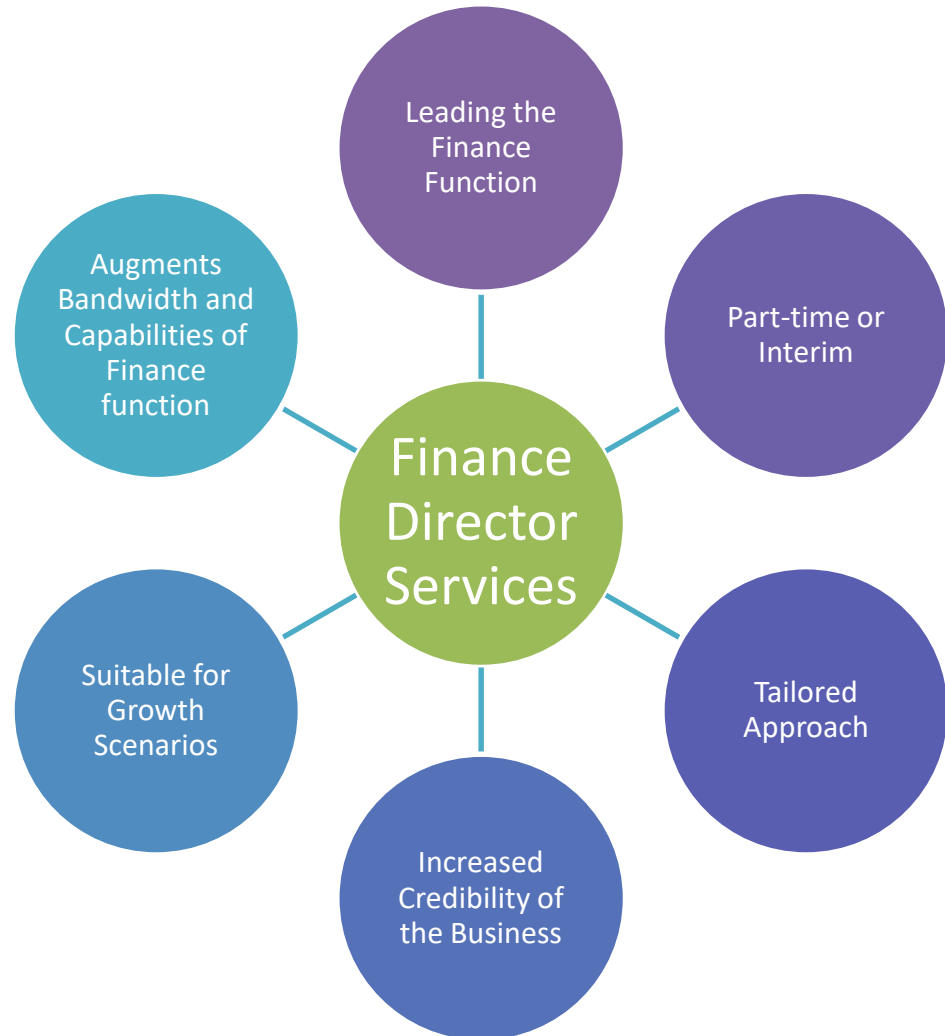 Leading the
Finance
Function
Augments
Bandwidth and
Capabilities of
Finance
function
Part-time or
Interim
Finance
Director
Services
Suitable for
Growth
Scenarios
Tailored
Approach
Increased
Credibility of
the Business